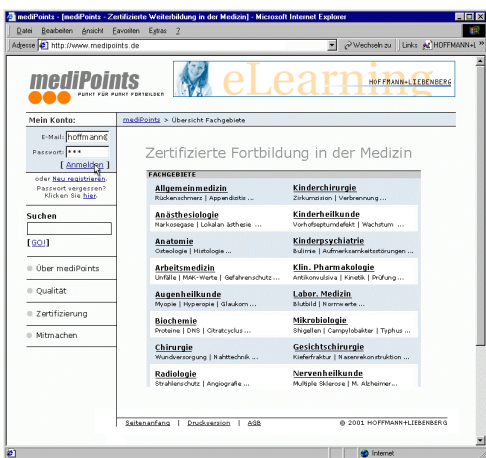 mediPoints - [mediPoints - Zertifizierte Weiterbildung in der Medizin] - Microsoft Internet Explorer
Datei Bearbeiten Ansicht Favoriten Extras ?
Adresse http://www.medipoints.de Wechseln zu Links HOFFMANN+L »
mediPoints
PUNKT FÜR PUNKT FORTBILDEN
eLearning
HOFFMANN+LIEBENBERG
Mein Konto:
mediPoints > Übersicht Fachgebiete
E-Mail: hoffmann@
Passwort: ***
[ Anmelden ]
oder Neu registrieren.
Passwort vergessen?
Klicken Sie hier.
Suchen
[GO!]
Über mediPoints
Qualität
Zertifizierung
Mitmachen
Zertifizierte Fortbildung in der Medizin
FACHGEBIETE
Allgemeinmedizin
Rückenschmerz | Appendizitis ...
Kinderchirurgie
Zirkumzision | Verbrennung ...
Anästhesiologie
Narkosegase | Lokalan ästhesie ...
Kinderheilkunde
Vorhofseptumdefekt | Wachstum ...
Anatomie
Osteologie | Histologie ...
Kinderpsychiatrie
Bulimie | Aufmerksamkeitsstörungen ...
Arbeitsmedizin
Unfälle | MAK-Werte | Gefahrenschutz ...
Klin. Pharmakologie
Antikonvulsiva | Kinetik | Prüfung ...
Augenheilkunde
Myopie | Hyperopie | Glaukom ...
Labor. Medizin
Blutbild | Normwerte ...
Biochemie
Proteine | DNS | Citratcyclus ...
Mikrobiologie
Shigellen | Campylobakter | Typhus ...
Chirurgie
Wundversorgung | Nahttechnik ...
Gesichtschirurgie
Kieferfraktur | Nasenrekonstruktion ...
Radiologie
Strahlenschutz | Angiografie ...
Nervenheilkunde
Multiple Sklerose | M. Alzheimer...
Seitenanfang | Druckversion | AGB
© 2001 HOFFMANN+LIEBENBERG
Internet